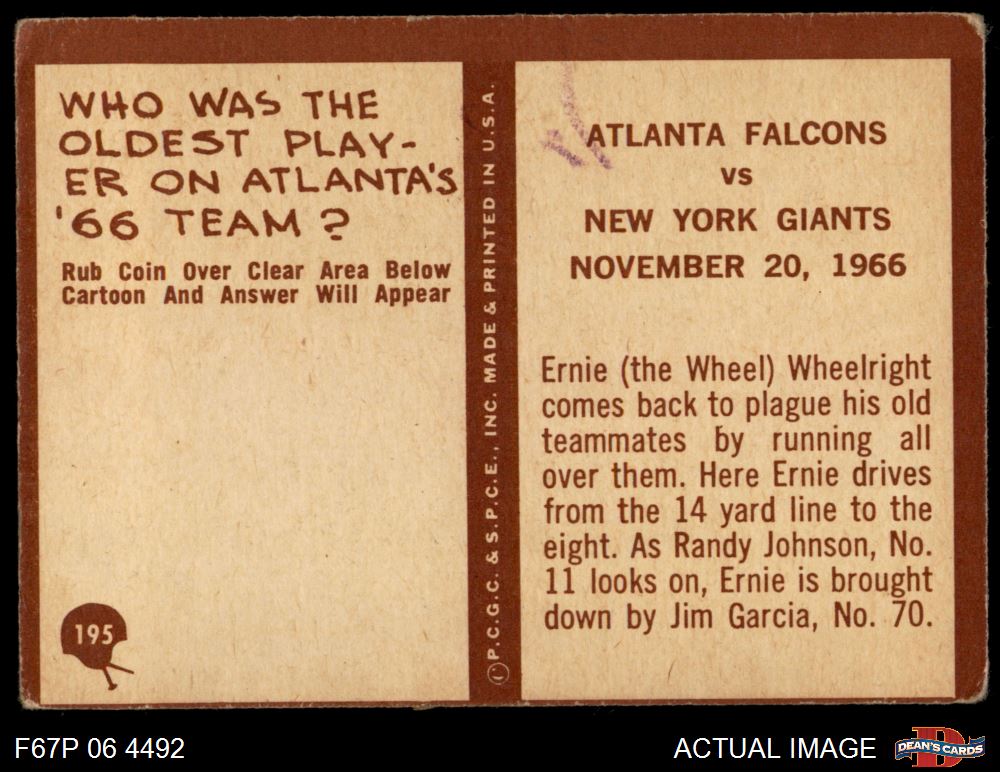 WHO WAS THE
OLDEST PLAY-
ER ON ATLANTA'S
'66 TEAM?
Rub Coin Over Clear Area Below
Cartoon And Answer Will Appear
195
©P.C.G.C. & S.P.C.E., INC. MADE & PRINTED IN U.S.A.
ATLANTA FALCONS
VS
NEW YORK GIANTS
NOVEMBER 20, 1966
Ernie (the Wheel) Wheelright
comes back to plague his old
teammates by running all
over them. Here Ernie drives
from the 14 yard line to the
eight. As Randy Johnson, No.
11 looks on, Ernie is brought
down by Jim Garcia, No. 70.
F67P 06 4492
ACTUAL IMAGE
DEAN'S CARDS